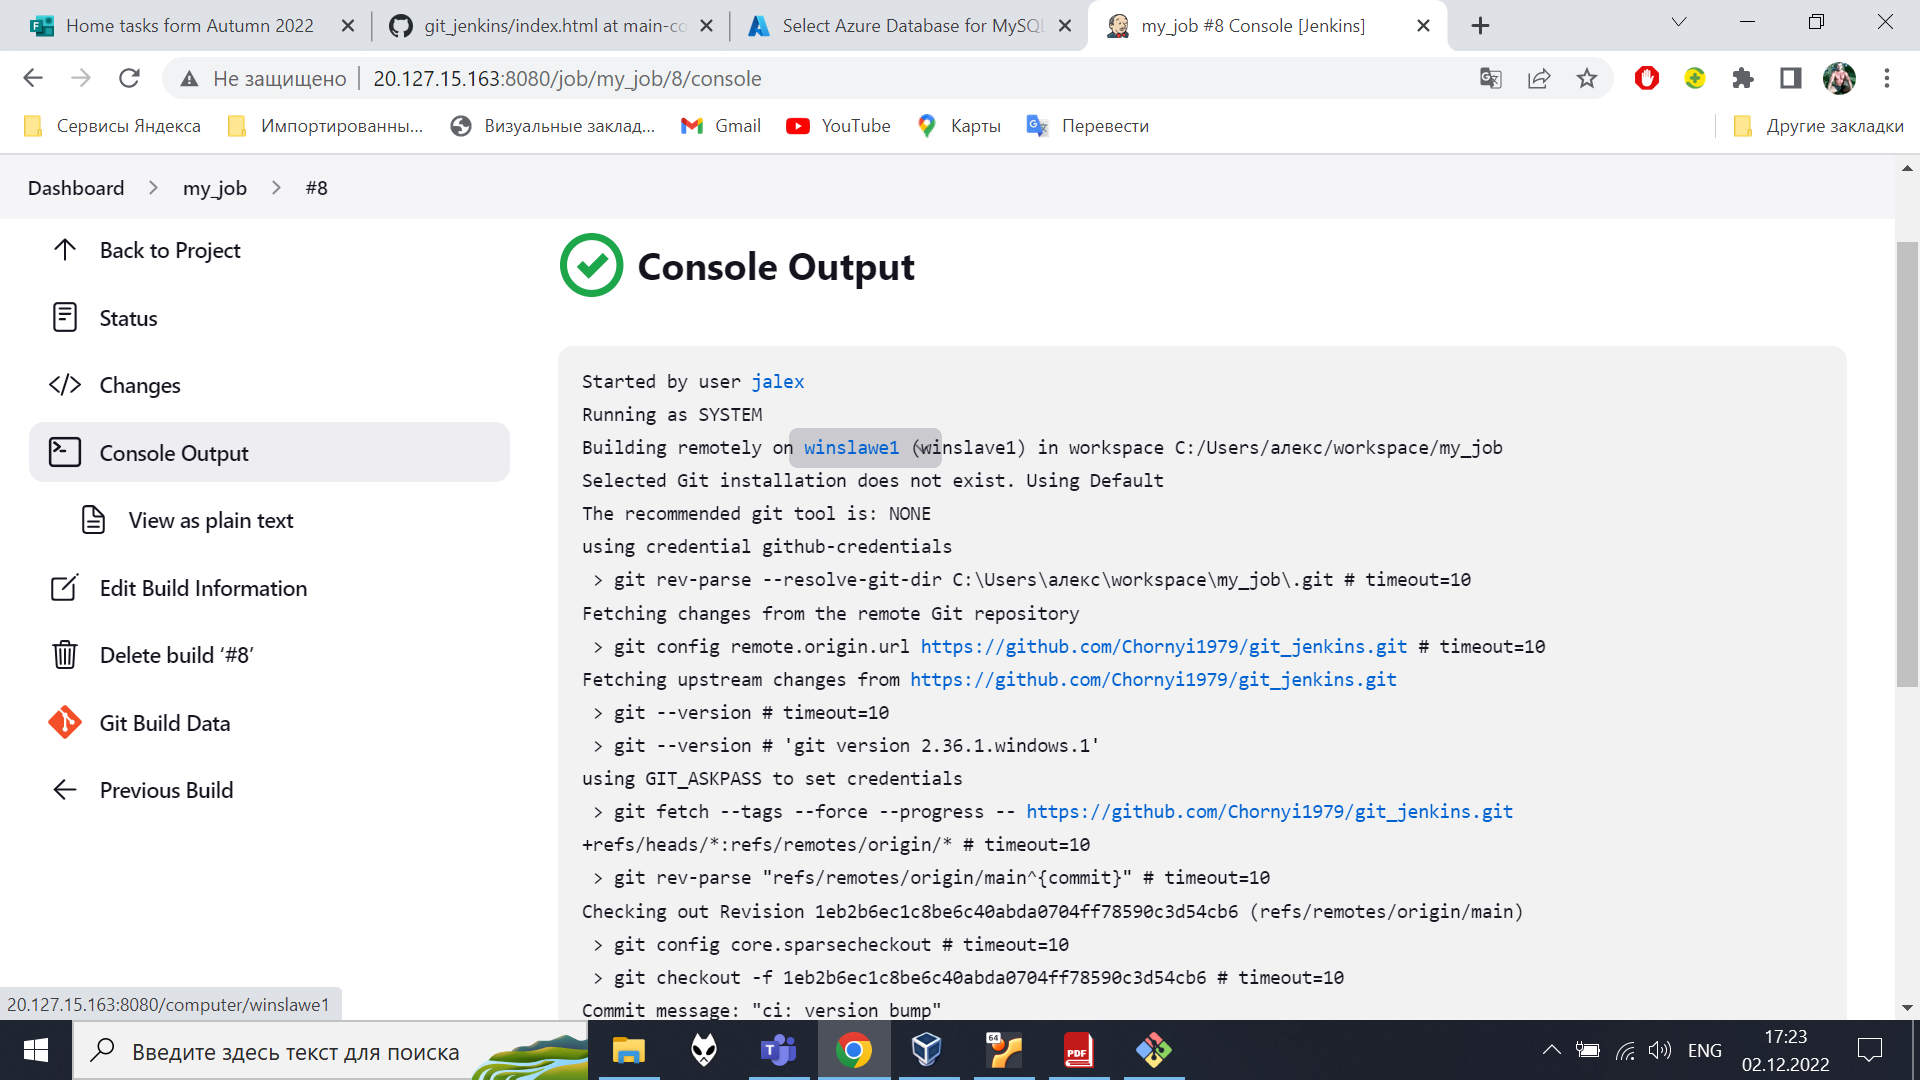 Home tasks form Autumn 2022
git_jenkins/index.html at main-co
Select Azure Database for MySQL
my_job #8 Console [Jenkins]
Не защищено
20.127.15.163:8080/job/my_job/8/console
Сервисы Яндекса
Импортированны...
Визуальные заклад...
Gmail
YouTube
Карты
Перевести
Другие закладки
Dashboard > my_job > #8
Back to Project
Status
Changes
Console Output
View as plain text
Edit Build Information
Delete build ‘#8’
Git Build Data
Previous Build
Console Output
Started by user jalex
Running as SYSTEM
Building remotely on winslawe1 (winslave1) in workspace C:/Users/алекс/workspace/my_job
Selected Git installation does not exist. Using Default
The recommended git tool is: NONE
using credential github-credentials
 > git rev-parse --resolve-git-dir C:\Users\алекс\workspace\my_job\.git # timeout=10
Fetching changes from the remote Git repository
 > git config remote.origin.url https://github.com/Chornyi1979/git_jenkins.git # timeout=10
Fetching upstream changes from https://github.com/Chornyi1979/git_jenkins.git
 > git --version # timeout=10
 > git --version # 'git version 2.36.1.windows.1'
using GIT_ASKPASS to set credentials
 > git fetch --tags --force --progress -- https://github.com/Chornyi1979/git_jenkins.git
+refs/heads/*:refs/remotes/origin/* # timeout=10
 > git rev-parse "refs/remotes/origin/main^{commit}" # timeout=10
Checking out Revision 1eb2b6ec1c8be6c40abda0704ff78590c3d54cb6 (refs/remotes/origin/main)
 > git config core.sparsecheckout # timeout=10
 > git checkout -f 1eb2b6ec1c8be6c40abda0704ff78590c3d54cb6 # timeout=10
Commit message: "ci: version bump"
20.127.15.163:8080/computer/winslawe1
Введите здесь текст для поиска
64
PDF
ENG
17:23
02.12.2022